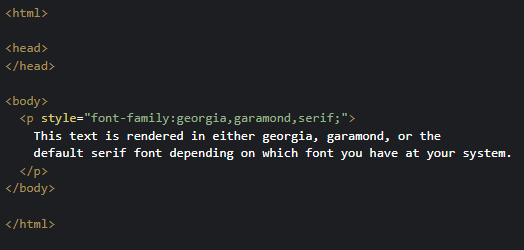 <html>
<head>
</head>
<body>
<p style="font-family:georgia,garamond,serif;">
This text is rendered in either georgia, garamond, or the
default serif font depending on which font you have at your system.
</p>
</body>
</html>